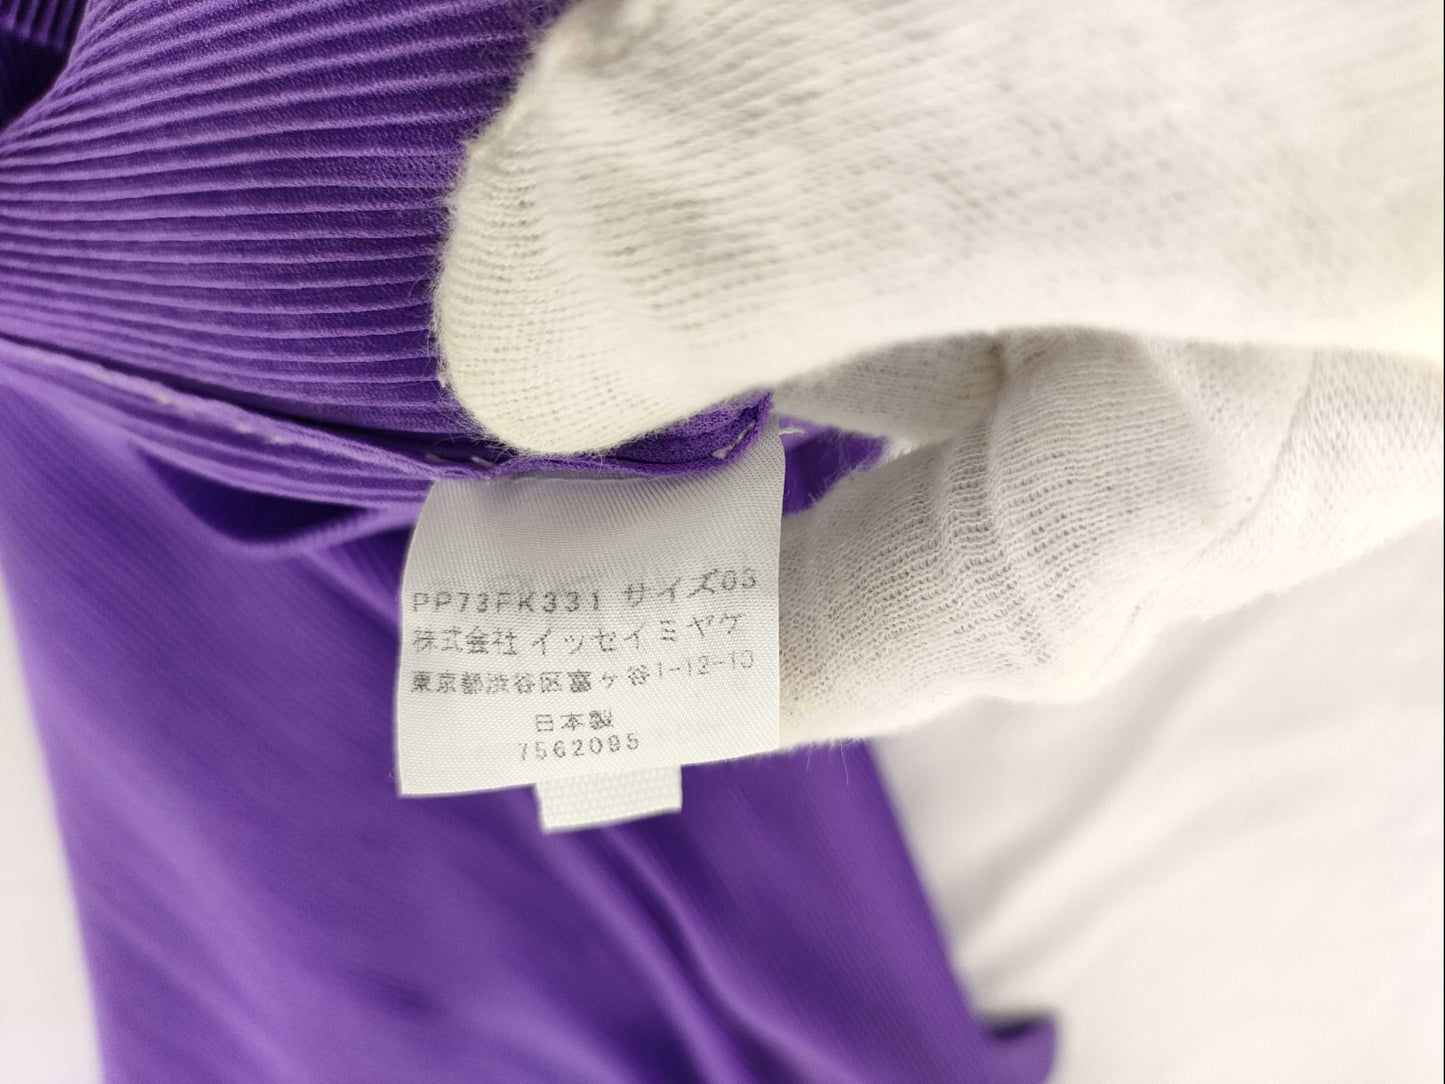 PP73FK331 サイズ03
株式会社 イッセイミヤケ
東京都渋谷区富ヶ谷1-12-10
日本製
7562095